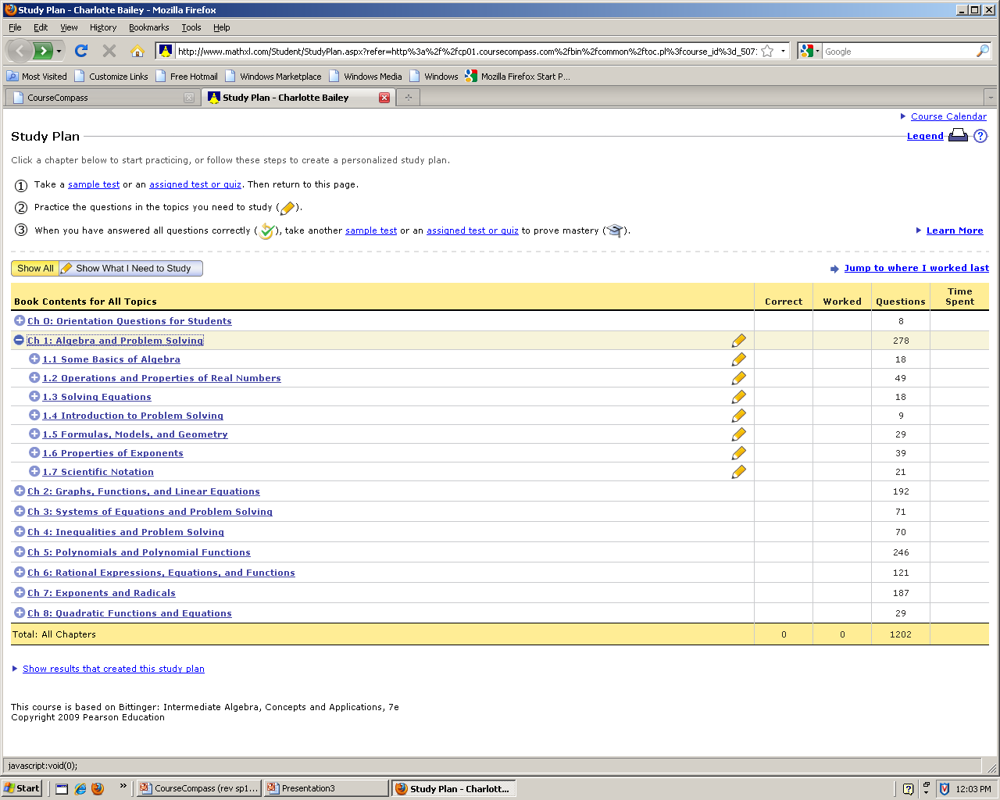 Study Plan - Charlotte Bailey - Mozilla Firefox
File Edit View History Bookmarks Tools Help
http://www.mathxl.com/Student/StudyPlan.aspx?refer=http%3a%2f%2fcp01.coursecompass.com%2fbin%2fcommon%2ftoc.pl%3fcourse_id%3d_507: Google
Most Visited Customize Links Free Hotmail Windows Marketplace Windows Media Windows Mozilla Firefox Start P...
CourseCompass Study Plan - Charlotte Bailey
Course Calendar
Study Plan Legend ?
Click a chapter below to start practicing, or follow these steps to create a personalized study plan.
1 Take a sample test or an assigned test or quiz. Then return to this page.
2 Practice the questions in the topics you need to study ( ).
3 When you have answered all questions correctly ( ), take another sample test or an assigned test or quiz to prove mastery ( ). Learn More
Show All Show What I Need to Study Jump to where I worked last
Book Contents for All Topics Correct Worked Questions Time Spent
Ch 0: Orientation Questions for Students 8
Ch 1: Algebra and Problem Solving 278
1.1 Some Basics of Algebra 18
1.2 Operations and Properties of Real Numbers 49
1.3 Solving Equations 18
1.4 Introduction to Problem Solving 9
1.5 Formulas, Models, and Geometry 29
1.6 Properties of Exponents 39
1.7 Scientific Notation 21
Ch 2: Graphs, Functions, and Linear Equations 192
Ch 3: Systems of Equations and Problem Solving 71
Ch 4: Inequalities and Problem Solving 70
Ch 5: Polynomials and Polynomial Functions 246
Ch 6: Rational Expressions, Equations, and Functions 121
Ch 7: Exponents and Radicals 187
Ch 8: Quadratic Functions and Equations 29
Total: All Chapters 0 0 1202
Show results that created this study plan
This course is based on Bittinger: Intermediate Algebra, Concepts and Applications, 7e
Copyright 2009 Pearson Education
javascript:void(0);
Start » CourseCompass (rev sp1... Presentation3 Study Plan - Charlott... 12:03 PM